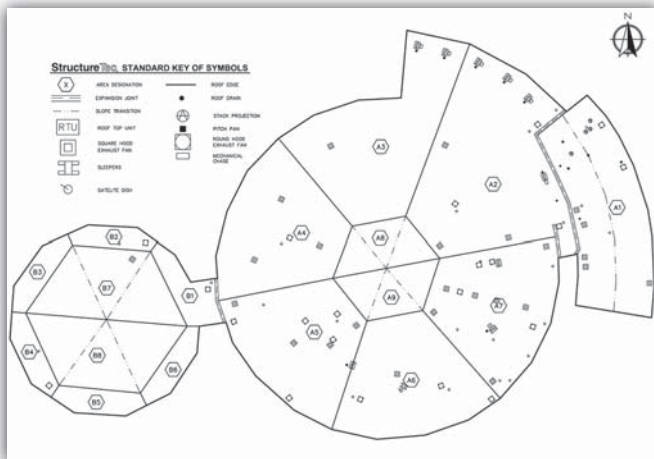 N
StructureTec STANDARD KEY OF SYMBOLS
X AREA DESIGNATION
EXPANSION JOINT
SLOPE TRANSITION
RTU ROOF TOP UNIT
SQUARE HOOD
EXHAUST FAN
SLEEPERS
SATELITE DISH
ROOF EDGE
ROOF DRAIN
STACK PROJECTION
PITCH PAN
ROUND HOOD
EXHAUST FAN
MECHANICAL
CHASE
A3
A2
A1
A4
A8
A9
A7
A5
A6
B2
B3
B7
B1
B4
B8
B6
B5